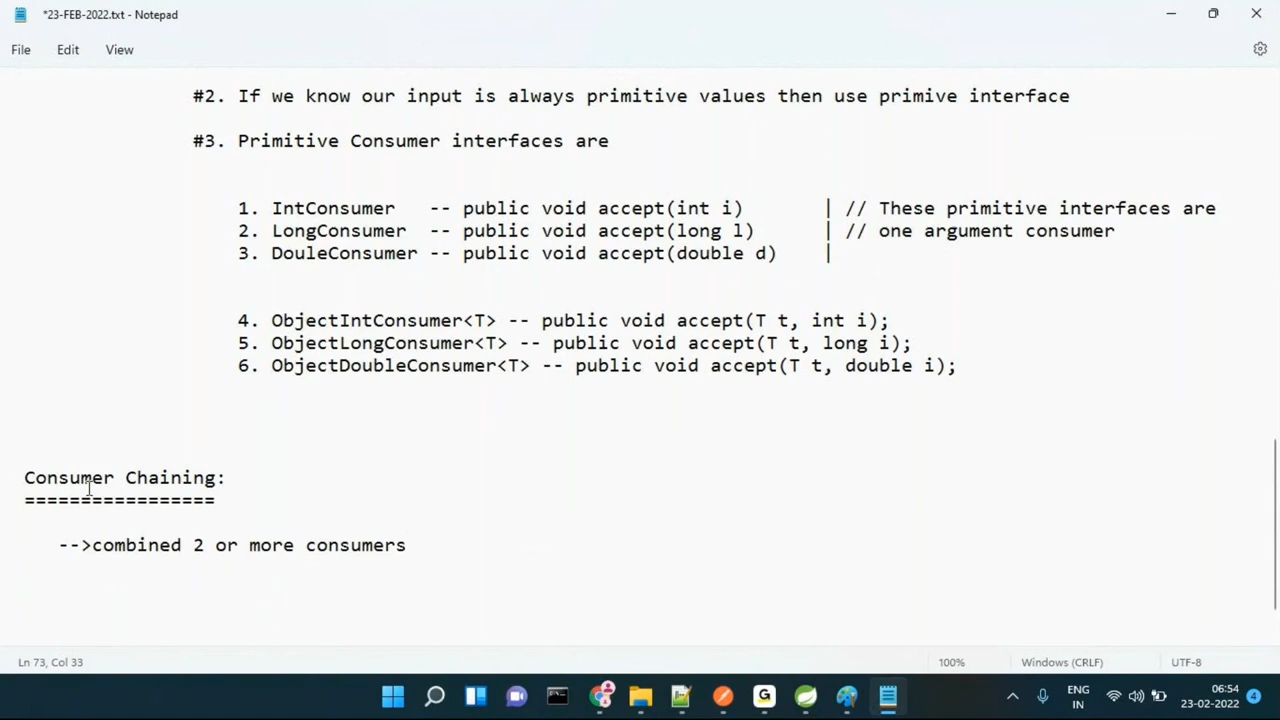 *23-FEB-2022.txt - Notepad
File Edit View
#2. If we know our input is always primitive values then use primive interface
#3. Primitive Consumer interfaces are
1. IntConsumer -- public void accept(int i) | // These primitive interfaces are
2. LongConsumer -- public void accept(long l) | // one argument consumer
3. DouleConsumer -- public void accept(double d) |
4. ObjectIntConsumer<T> -- public void accept(T t, int i);
5. ObjectLongConsumer<T> -- public void accept(T t, long i);
6. ObjectDoubleConsumer<T> -- public void accept(T t, double i);
Consumer Chaining:
=================
-->combined 2 or more consumers
Ln 73, Col 33 100% Windows (CRLF) UTF-8
G
ENG
IN
06:54
23-02-2022
4